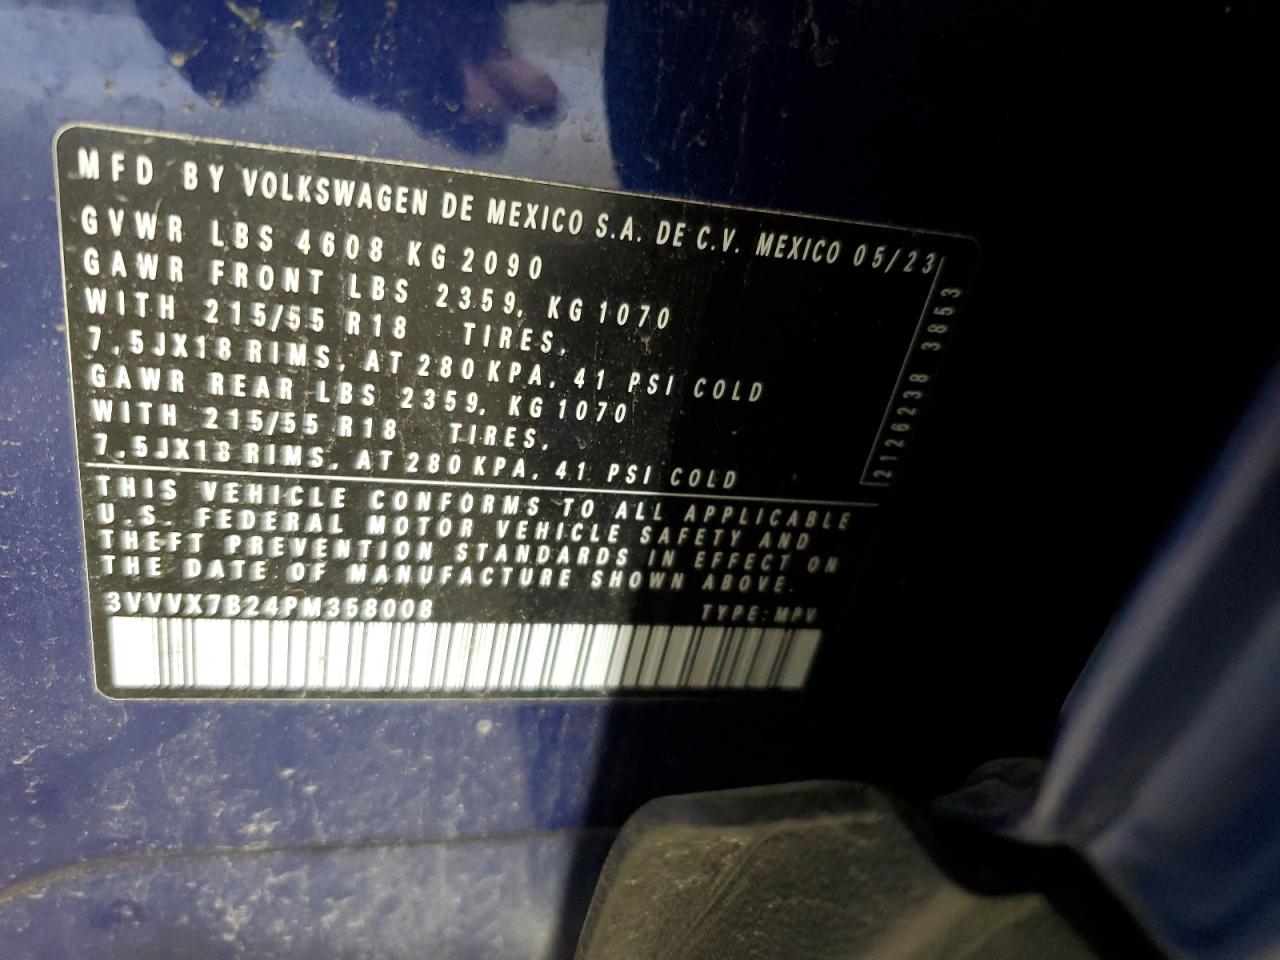 MFD BY VOLKSWAGEN DE MEXICO S.A. DE C.V. MEXICO 05/23
GVWR LBS 4608 KG 2090
GAWR FRONT LBS 2359, KG 1070
WITH 215/55 R18 TIRES,
7.5JX18 RIMS, AT 280 KPA, 41 PSI COLD
GAWR REAR LBS 2359, KG 1070
WITH 215/55 R18 TIRES,
7.5JX18 RIMS, AT 280 KPA, 41 PSI COLD
2126238 3853
THIS VEHICLE CONFORMS TO ALL APPLICABLE
U.S. FEDERAL MOTOR VEHICLE SAFETY AND
THEFT PREVENTION STANDARDS IN EFFECT ON
THE DATE OF MANUFACTURE SHOWN ABOVE.
3VVVX7B24PM358008 TYPE: MPV